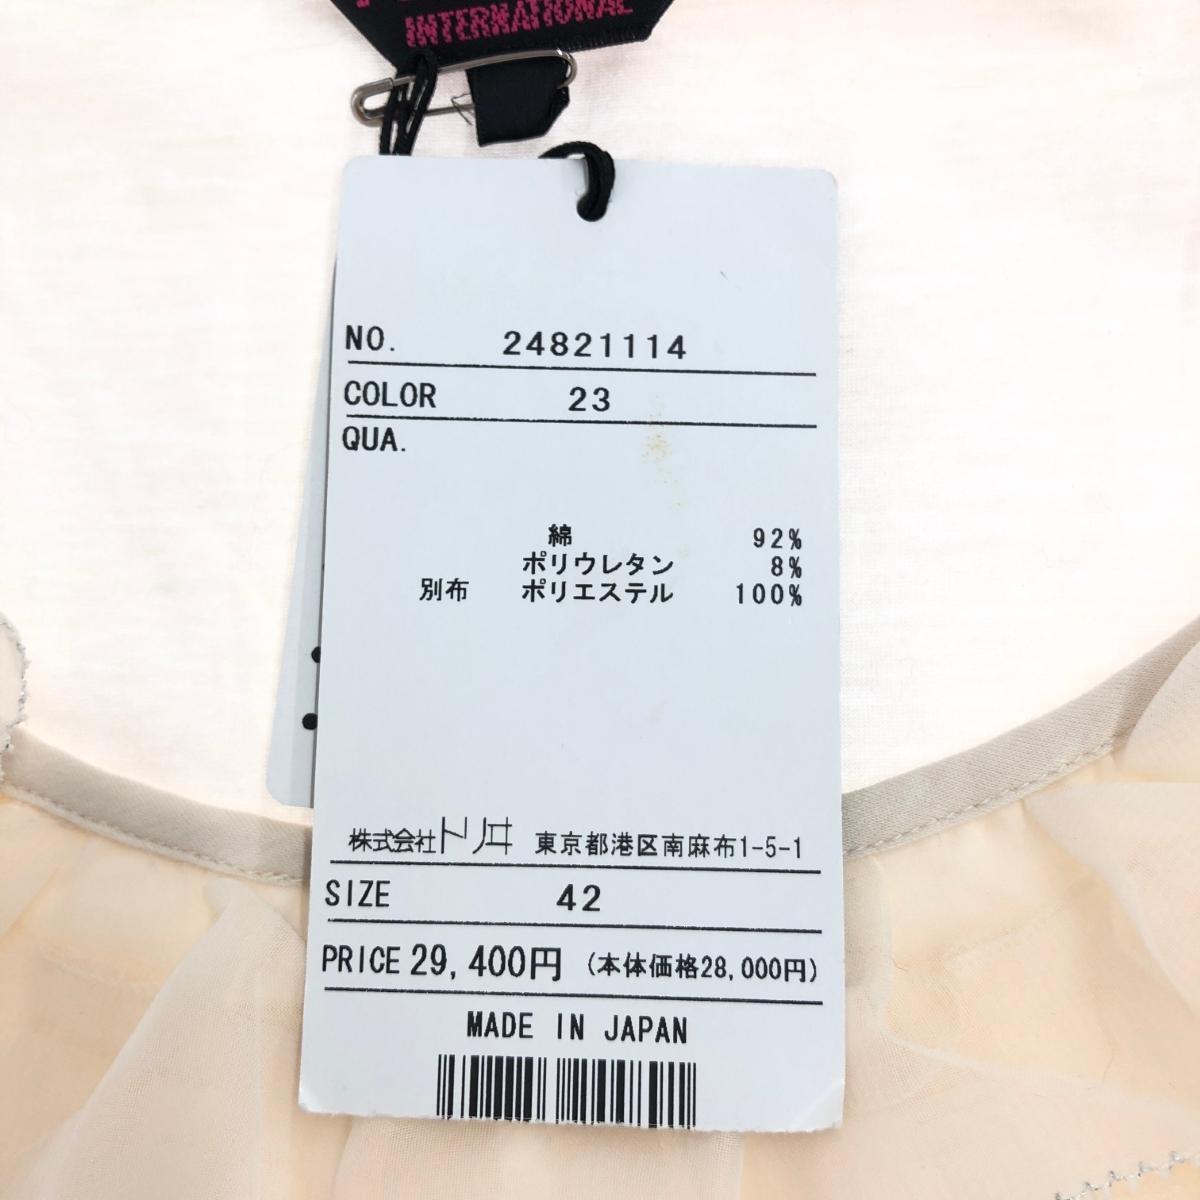 INTERNATIONAL
NO. 24821114
COLOR 23
QUA.
綿 92%
ポリウレタン 8%
別布 ポリエステル 100%
株式会社トリヰ 東京都港区南麻布1-5-1
SIZE 42
PRICE 29,400円 (本体価格28,000円)
MADE IN JAPAN